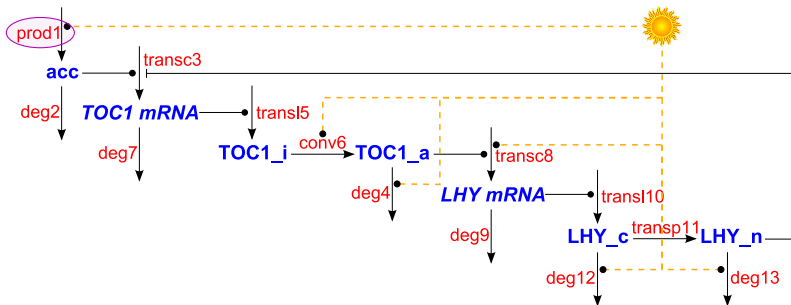 prod1
acc
transc3
deg2
TOC1 mRNA
transl5
deg7
TOC1_i
conv6
TOC1_a
transc8
deg4
LHY mRNA
transl10
deg9
LHY_c
transp11
LHY_n
deg12
deg13